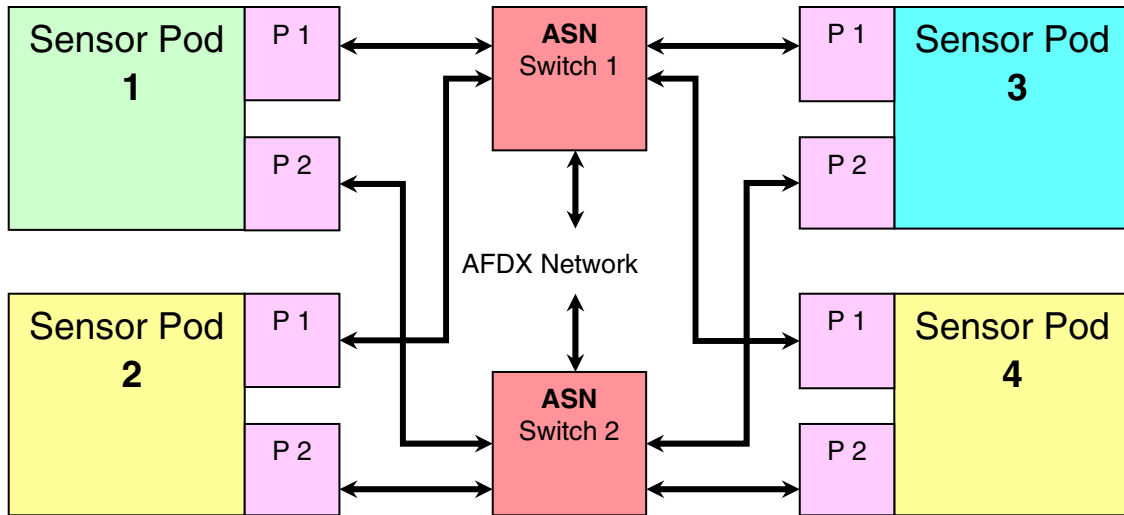 Sensor Pod
1
P 1
P 2
ASN
Switch 1
P 1
P 2
Sensor Pod
3
AFDX Network
Sensor Pod
2
P 1
P 2
ASN
Switch 2
P 1
P 2
Sensor Pod
4